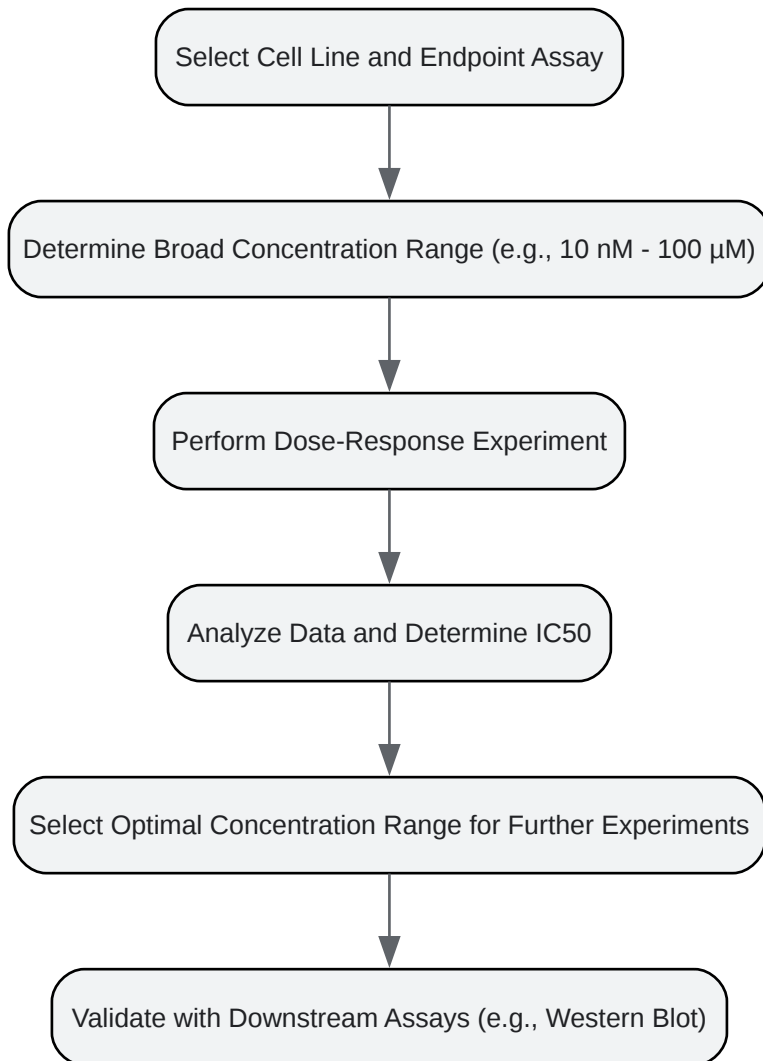 Select Cell Line and Endpoint Assay
Determine Broad Concentration Range (e.g., 10 nM - 100 µM)
Perform Dose-Response Experiment
Analyze Data and Determine IC50
Select Optimal Concentration Range for Further Experiments
Validate with Downstream Assays (e.g., Western Blot)